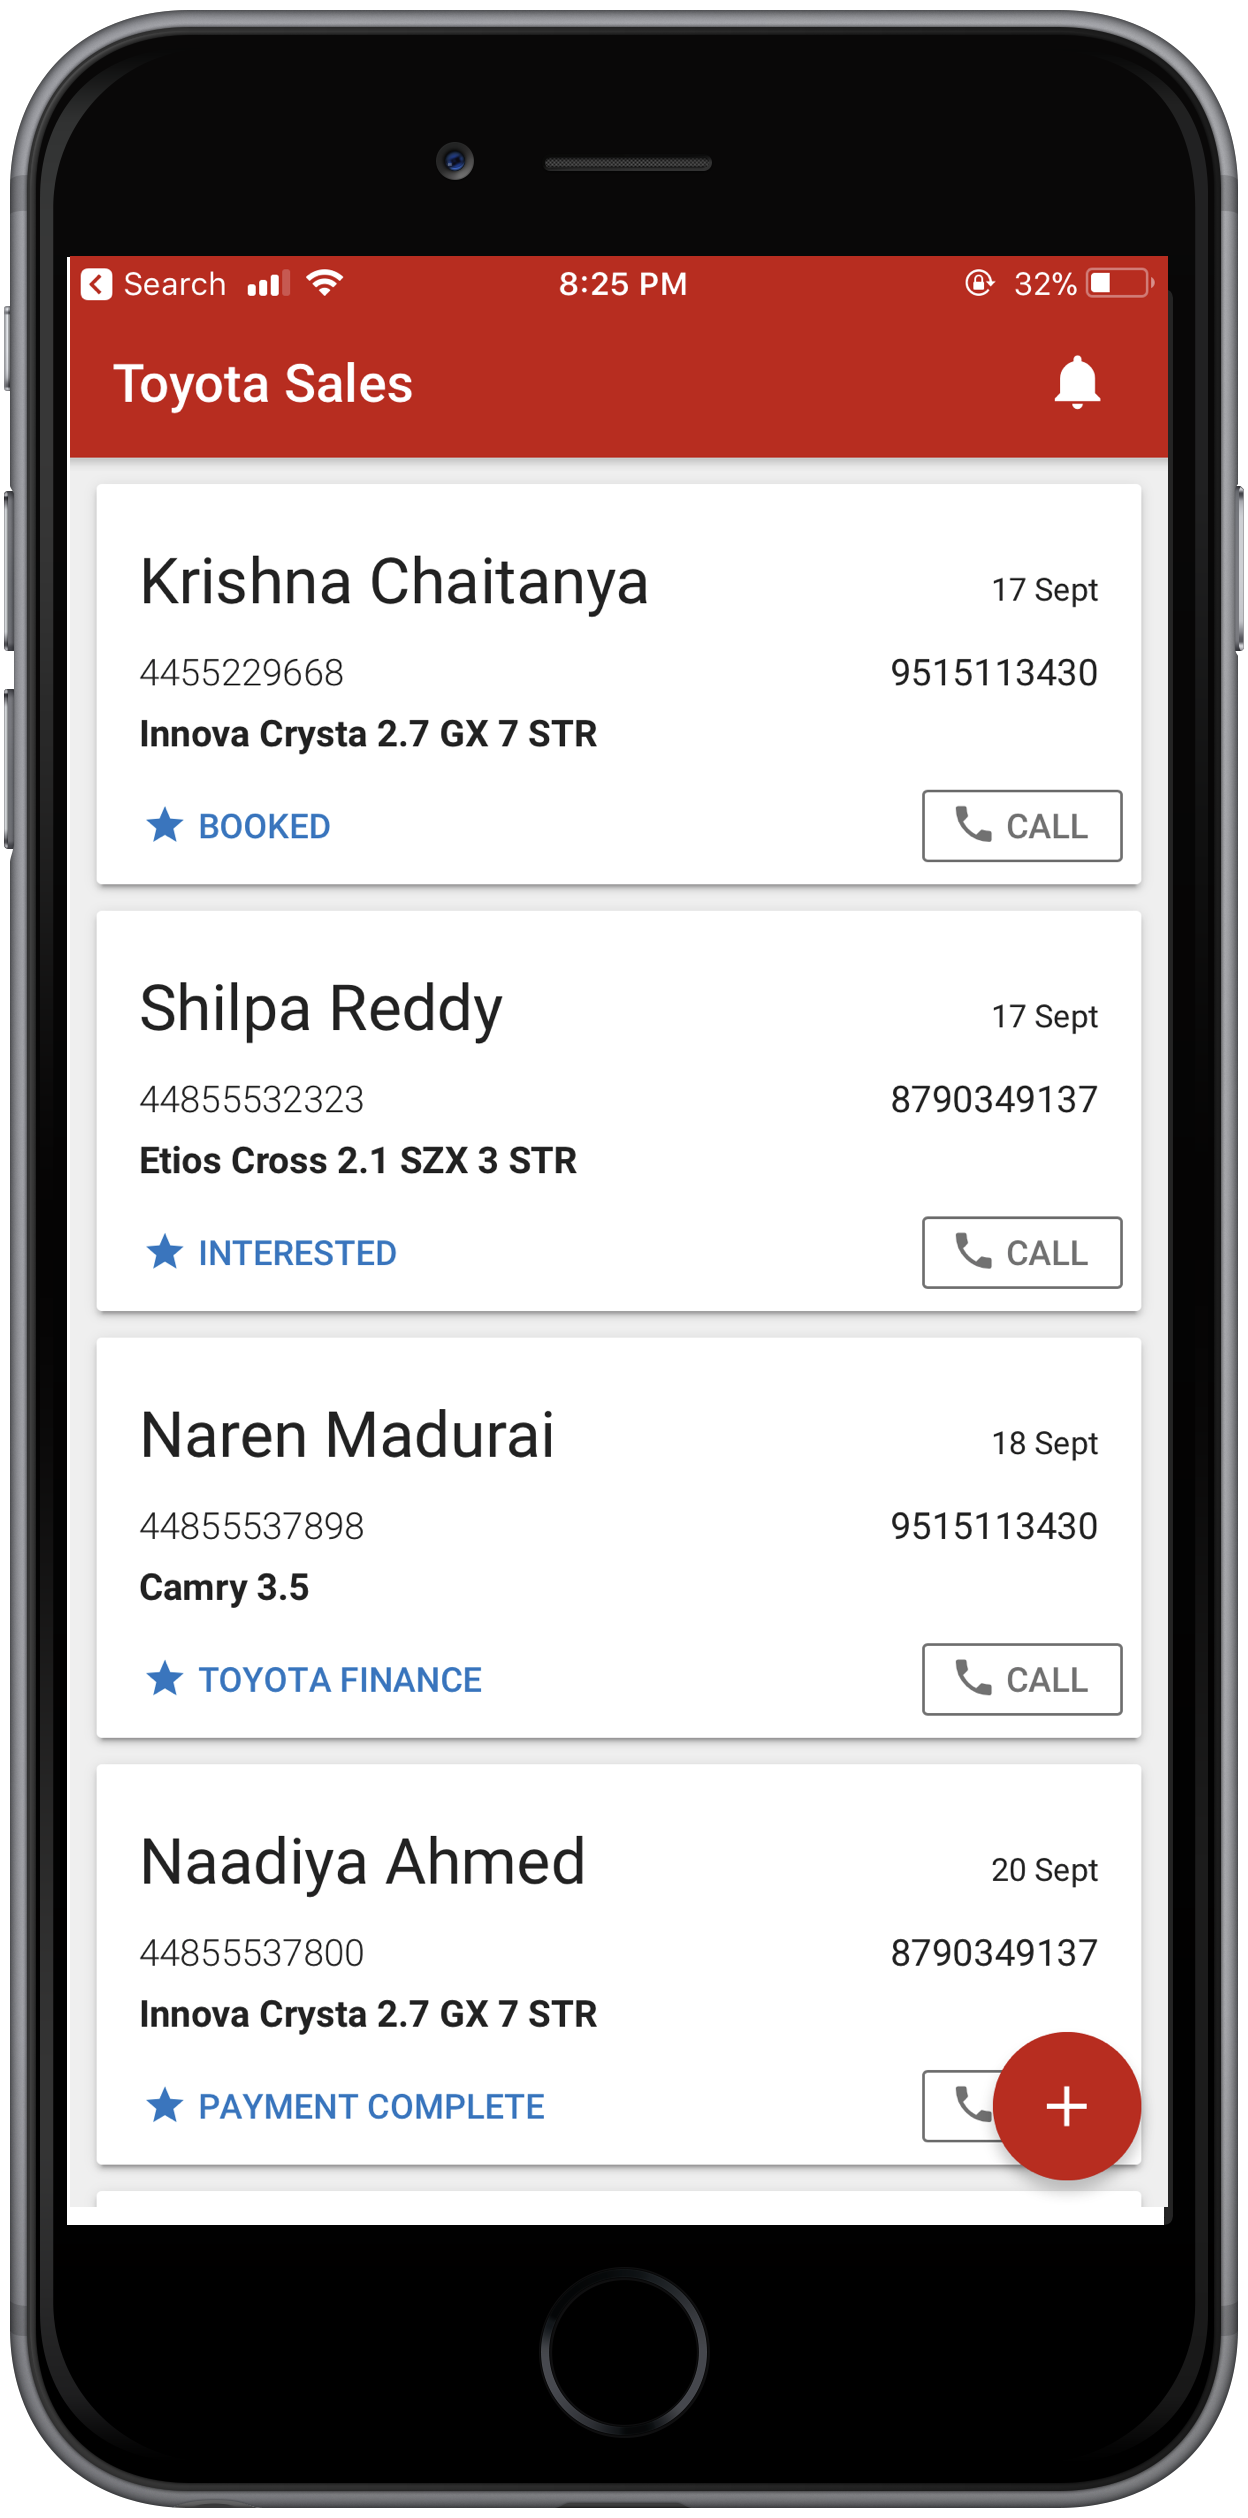 Search 8:25 PM 32%
Toyota Sales
Krishna Chaitanya 17 Sept
4455229668 9515113430
Innova Crysta 2.7 GX 7 STR
BOOKED CALL
Shilpa Reddy 17 Sept
44855532323 8790349137
Etios Cross 2.1 SZX 3 STR
INTERESTED CALL
Naren Madurai 18 Sept
44855537898 9515113430
Camry 3.5
TOYOTA FINANCE CALL
Naadiya Ahmed 20 Sept
44855537800 8790349137
Innova Crysta 2.7 GX 7 STR
PAYMENT COMPLETE +